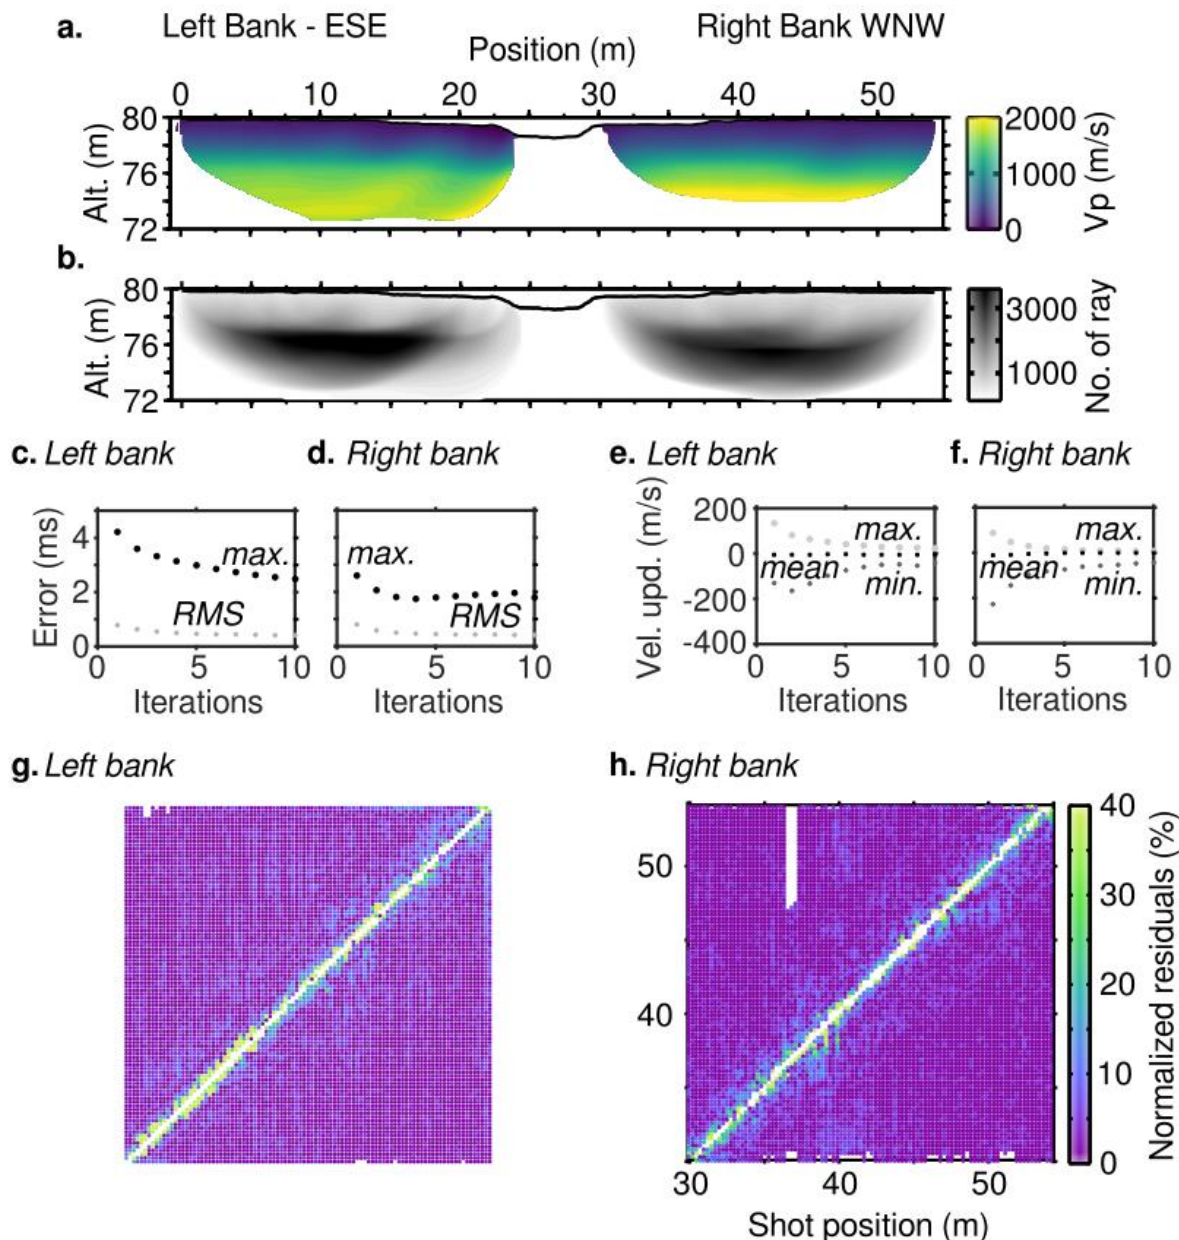 a. Left Bank - ESE Right Bank WNW
Position (m)
0 10 20 30 40 50
80 2000
76 1000
72 0
Alt. (m) Vp (m/s)
b.
80 3000
76
72 1000
Alt. (m) No. of ray
c. Left bank d. Right bank e. Left bank f. Right bank
Error (ms)
4
2
0
max.
RMS
0 5 10
Iterations
max.
RMS
0 5 10
Iterations
Vel. upd. (m/s)
200
0
-200
-400
max.
mean
min.
0 5 10
Iterations
max.
mean
min.
0 5 10
Iterations
g. Left bank h. Right bank
50
40
30 40 50
Shot position (m)
40
30
20
10
0
Normalized residuals (%)